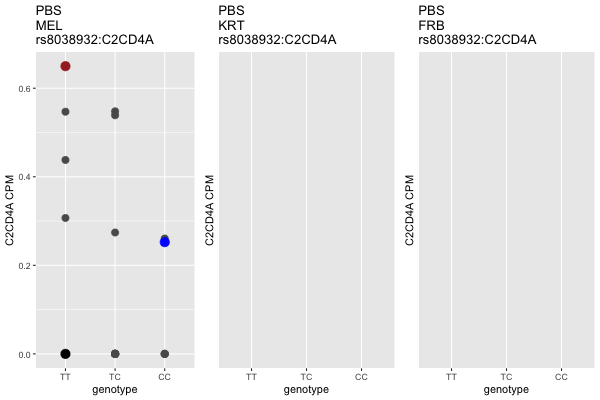 PBS
MEL
rs8038932:C2CD4A
PBS
KRT
rs8038932:C2CD4A
PBS
FRB
rs8038932:C2CD4A
C2CD4A CPM
0.6
0.4
0.2
0.0
TT TC CC
genotype
C2CD4A CPM
TT TC CC
genotype
C2CD4A CPM
TT TC CC
genotype